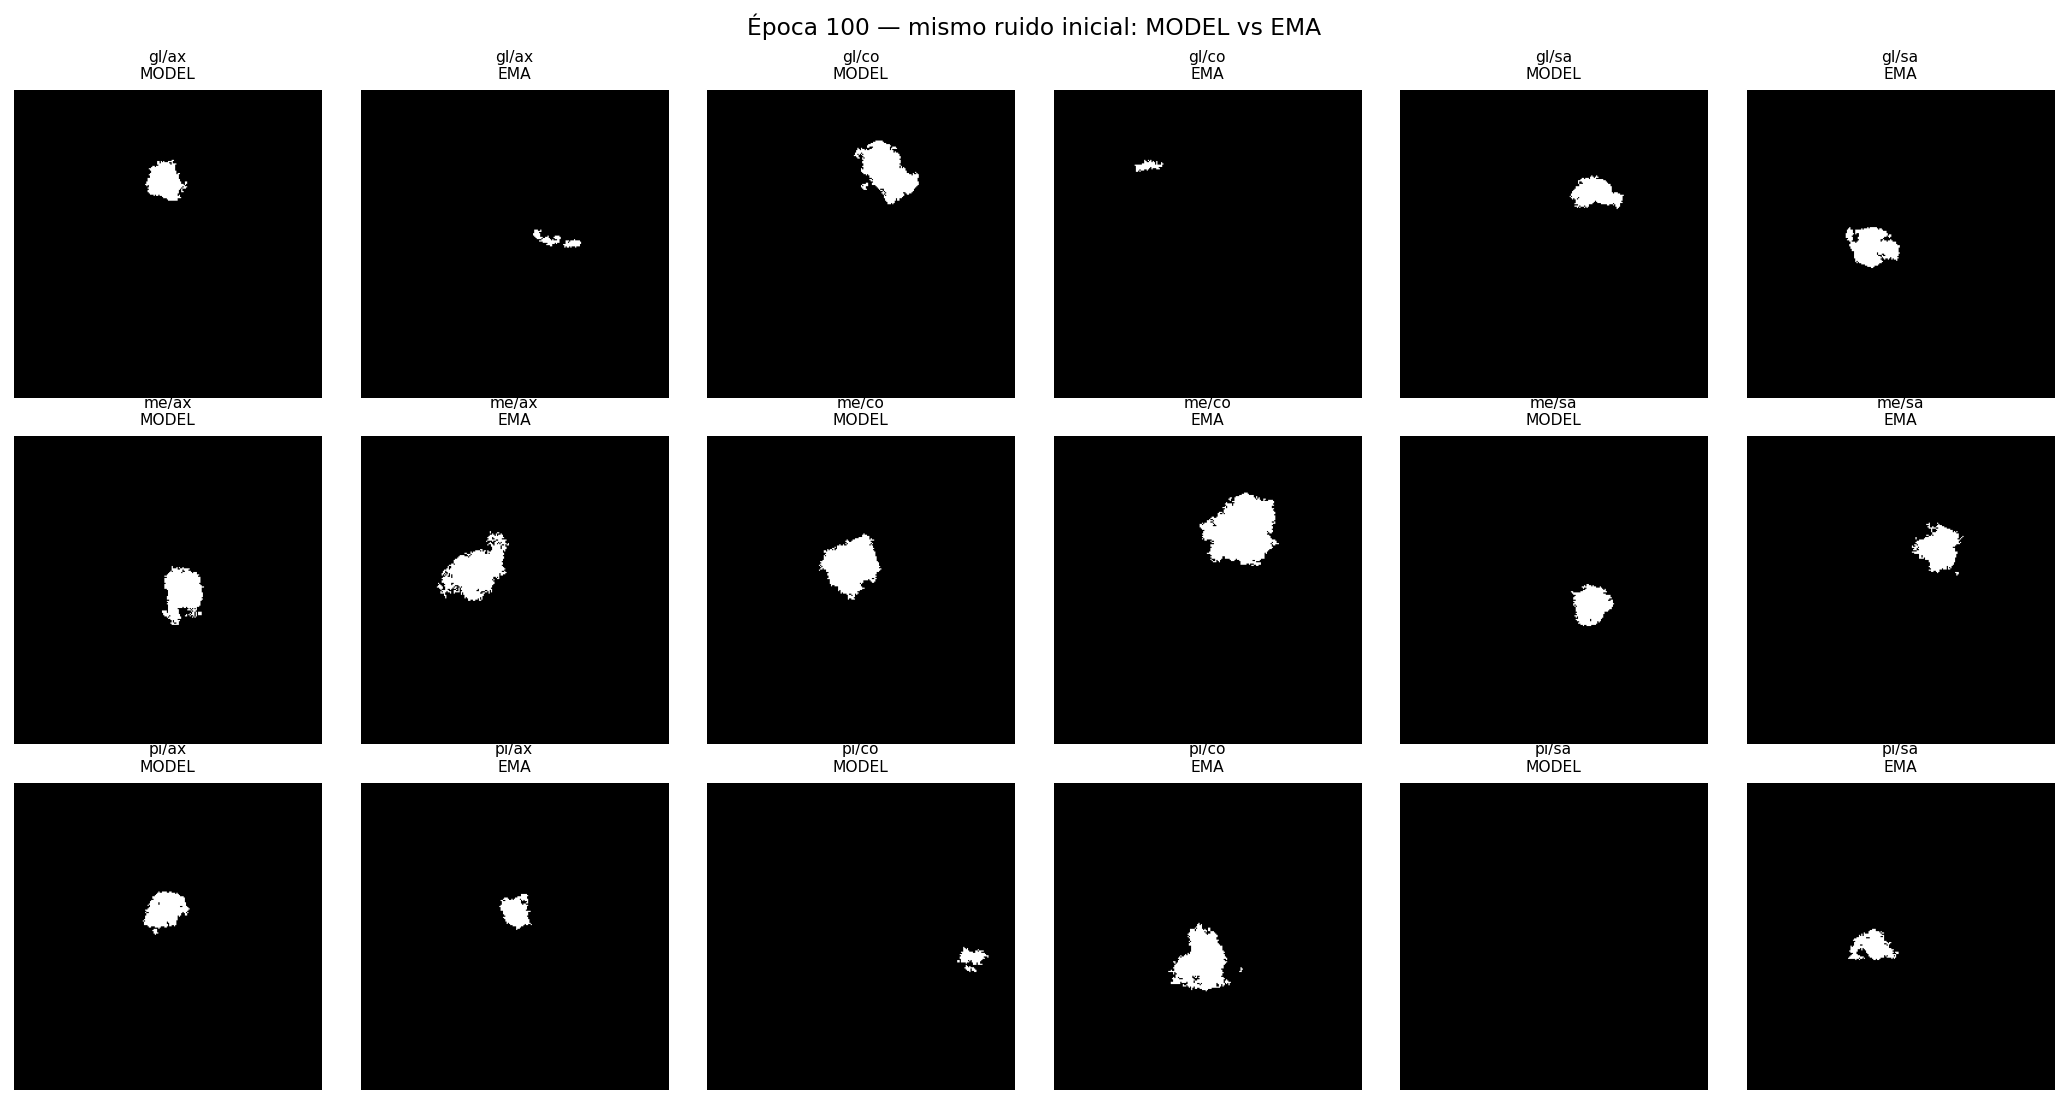 Época 100 — mismo ruido inicial: MODEL vs EMA
gl/ax
MODEL
gl/ax
EMA
gl/co
MODEL
gl/co
EMA
gl/sa
MODEL
gl/sa
EMA
me/ax
MODEL
me/ax
EMA
me/co
MODEL
me/co
EMA
me/sa
MODEL
me/sa
EMA
pi/ax
MODEL
pi/ax
EMA
pi/co
MODEL
pi/co
EMA
pi/sa
MODEL
pi/sa
EMA